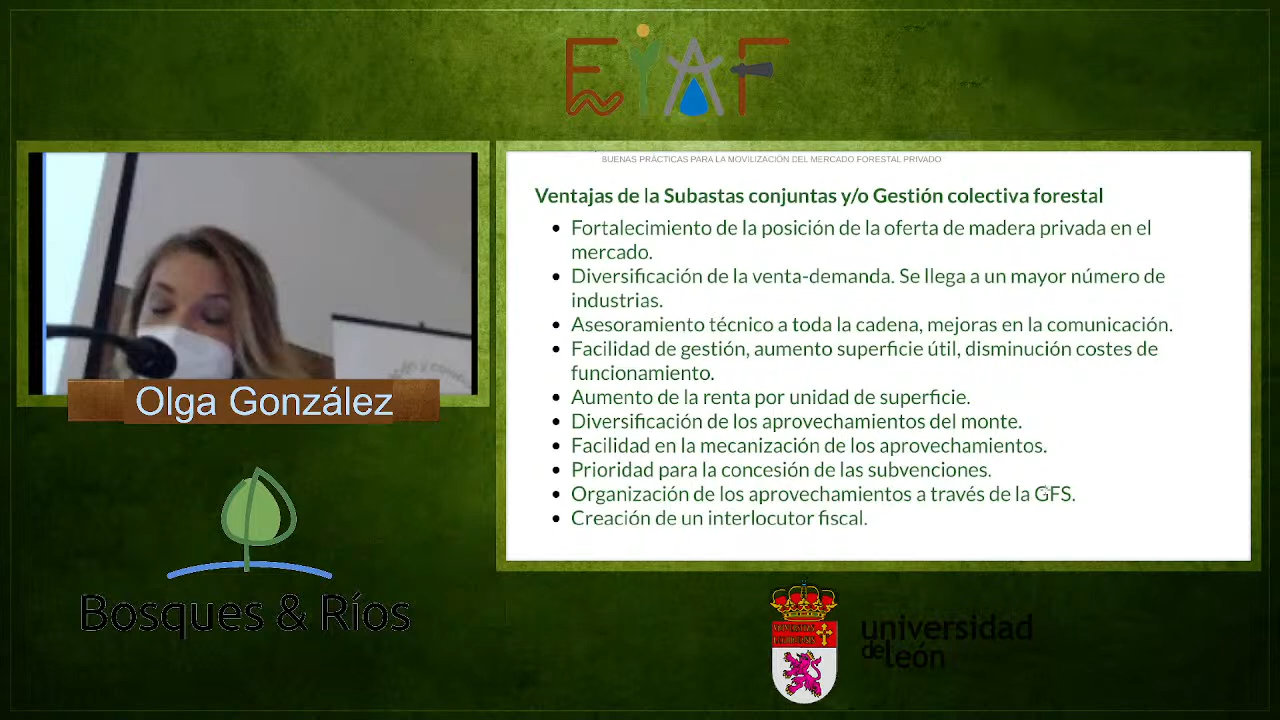 EIAF
BUENAS PRÁCTICAS PARA LA MOVILIZACIÓN DEL MERCADO FORESTAL PRIVADO
Ventajas de la Subastas conjuntas y/o Gestión colectiva forestal
• Fortalecimiento de la posición de la oferta de madera privada en el
mercado.
• Diversificación de la venta-demanda. Se llega a un mayor número de
industrias.
• Asesoramiento técnico a toda la cadena, mejoras en la comunicación.
• Facilidad de gestión, aumento superficie útil, disminución costes de
funcionamiento.
• Aumento de la renta por unidad de superficie.
• Diversificación de los aprovechamientos del monte.
• Facilidad en la mecanización de los aprovechamientos.
• Prioridad para la concesión de las subvenciones.
• Organización de los aprovechamientos a través de la GFS.
• Creación de un interlocutor fiscal.
Olga González
Bosques & Ríos
universidad
de león